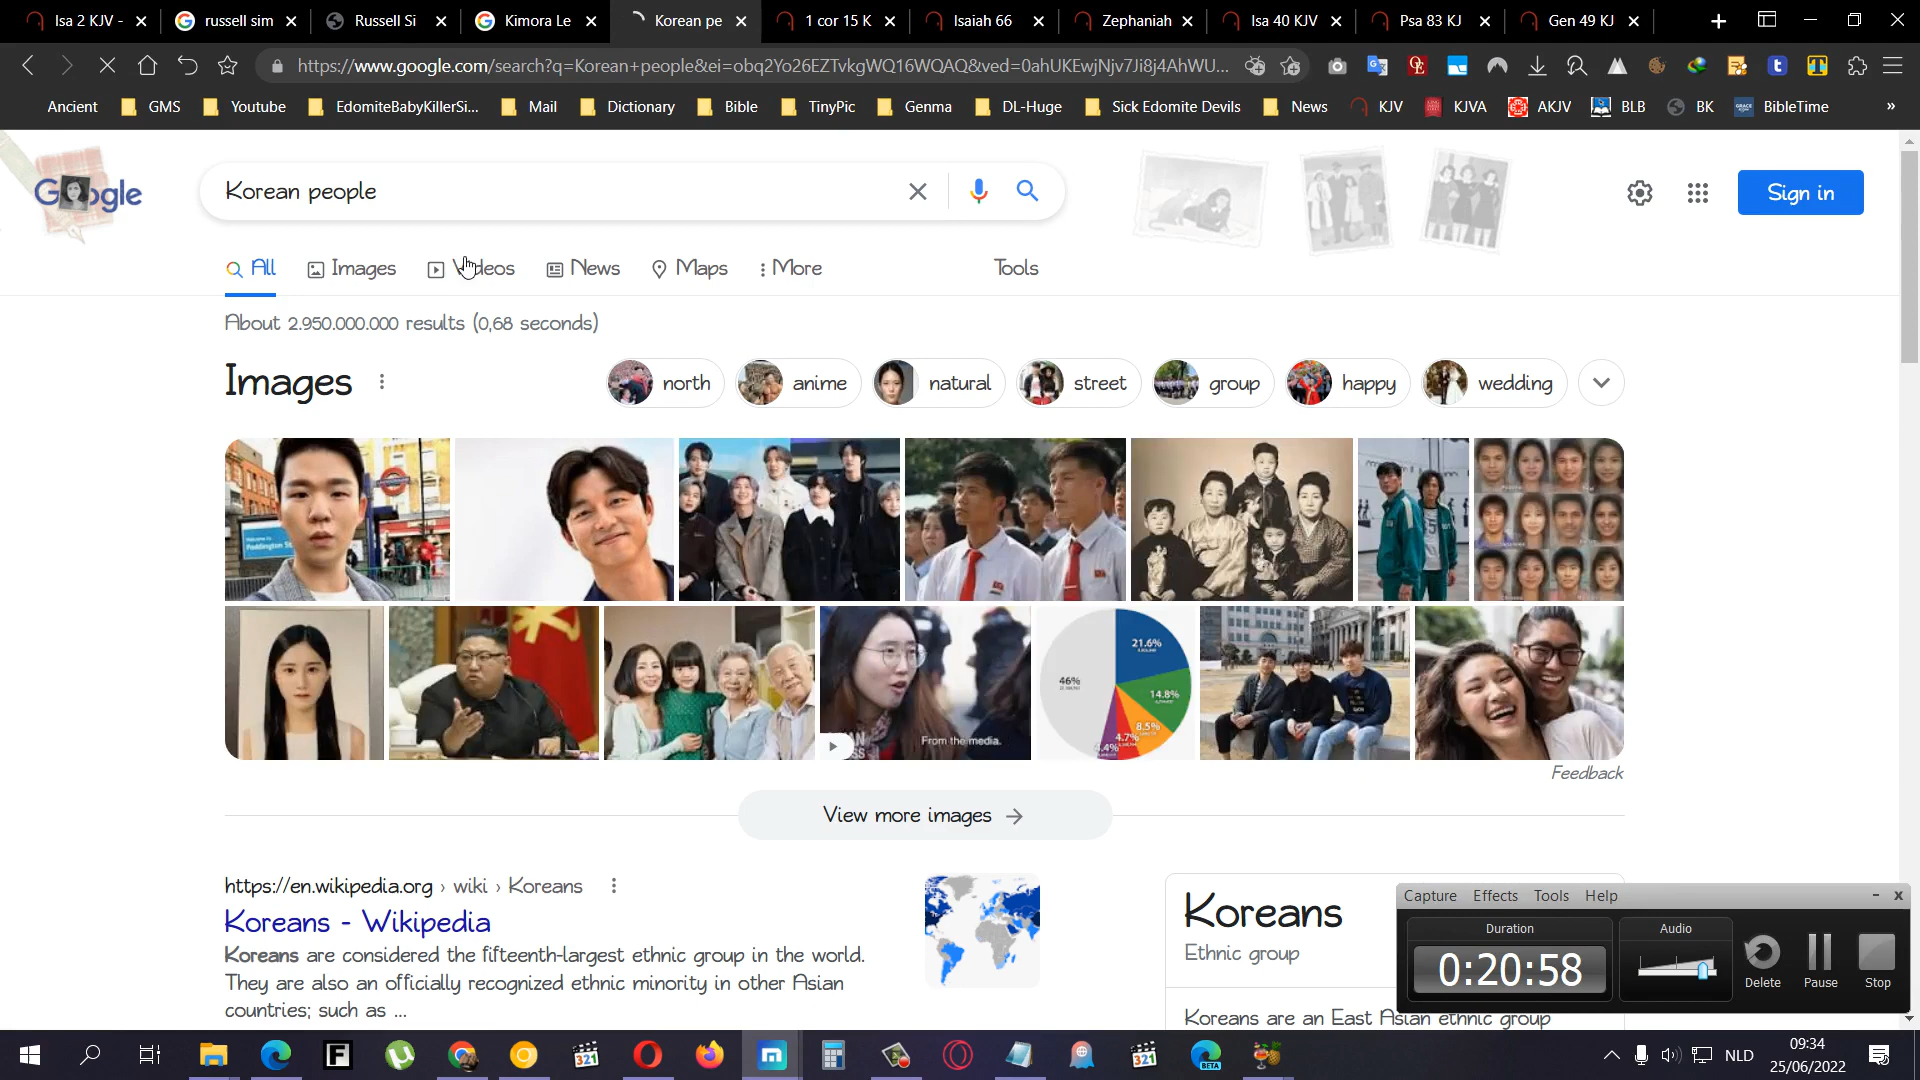 Isa 2 KJV -
russell sim
Russell Si
Kimora Le
Korean pe
1 cor 15 K
Isaiah 66
Zephaniah
Isa 40 KJV
Psa 83 KJ
Gen 49 KJ
https://www.google.com/search?q=Korean+people&ei=obq2Yo26EZTvkgWQ16WQAQ&ved=0ahUKEwjNjv7Ji8j4AhWU...
Ancient
GMS
Youtube
EdomiteBabyKillerSi...
Mail
Dictionary
Bible
TinyPic
Genma
DL-Huge
Sick Edomite Devils
News
KJV
KJVA
AKJV
BLB
BK
BibleTime
»
Google
Korean people
Sign in
All
Images
Videos
News
Maps
More
Tools
About 2.950.000.000 results (0,68 seconds)
Images
north
anime
natural
street
group
happy
wedding
From the media.
46%
21.6%
14.8%
8.5%
4.7%
4.4%
Feedback
View more images
https://en.wikipedia.org › wiki › Koreans
Koreans - Wikipedia
Koreans are considered the fifteenth-largest ethnic group in the world.
They are also an officially recognized ethnic minority in other Asian
countries; such as ...
Koreans
Ethnic group
Koreans are an East Asian ethnic group
Capture Effects Tools Help
Duration
0:20:58
Audio
Delete
Pause
Stop
321
321
BETA
NLD
09:34
25/06/2022